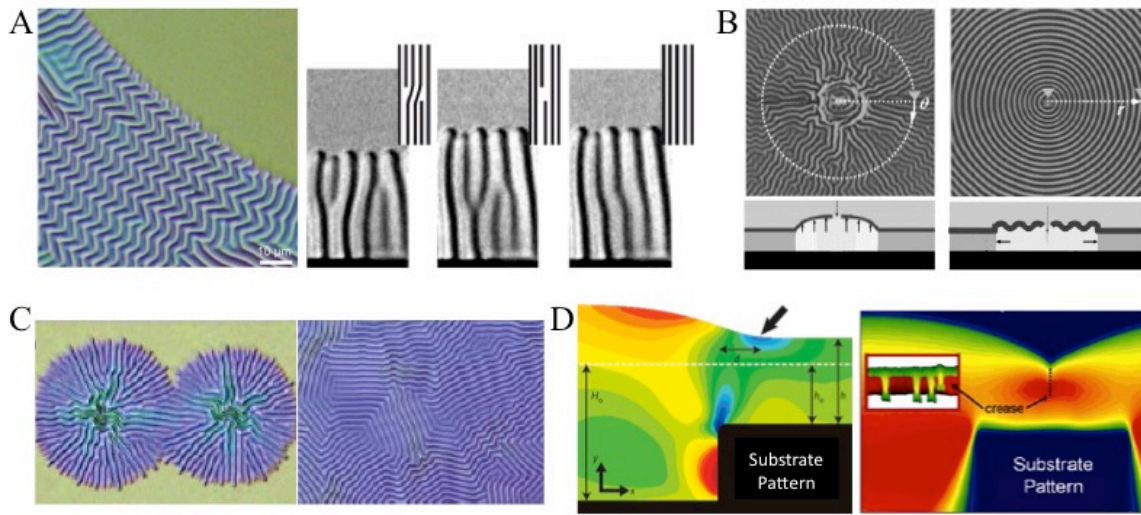 A
10 μm
B
θ
r
C
D
d
H₀
h₀
h
y
x
Substrate
Pattern
crease
Substrate
Pattern